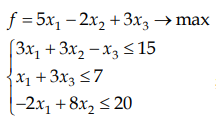 f = 5x₁ − 2x₂ + 3x₃ → max
3x₁ + 3x₂ − x₃ ≤ 15
x₁ + 3x₃ ≤ 7
−2x₁ + 8x₂ ≤ 20